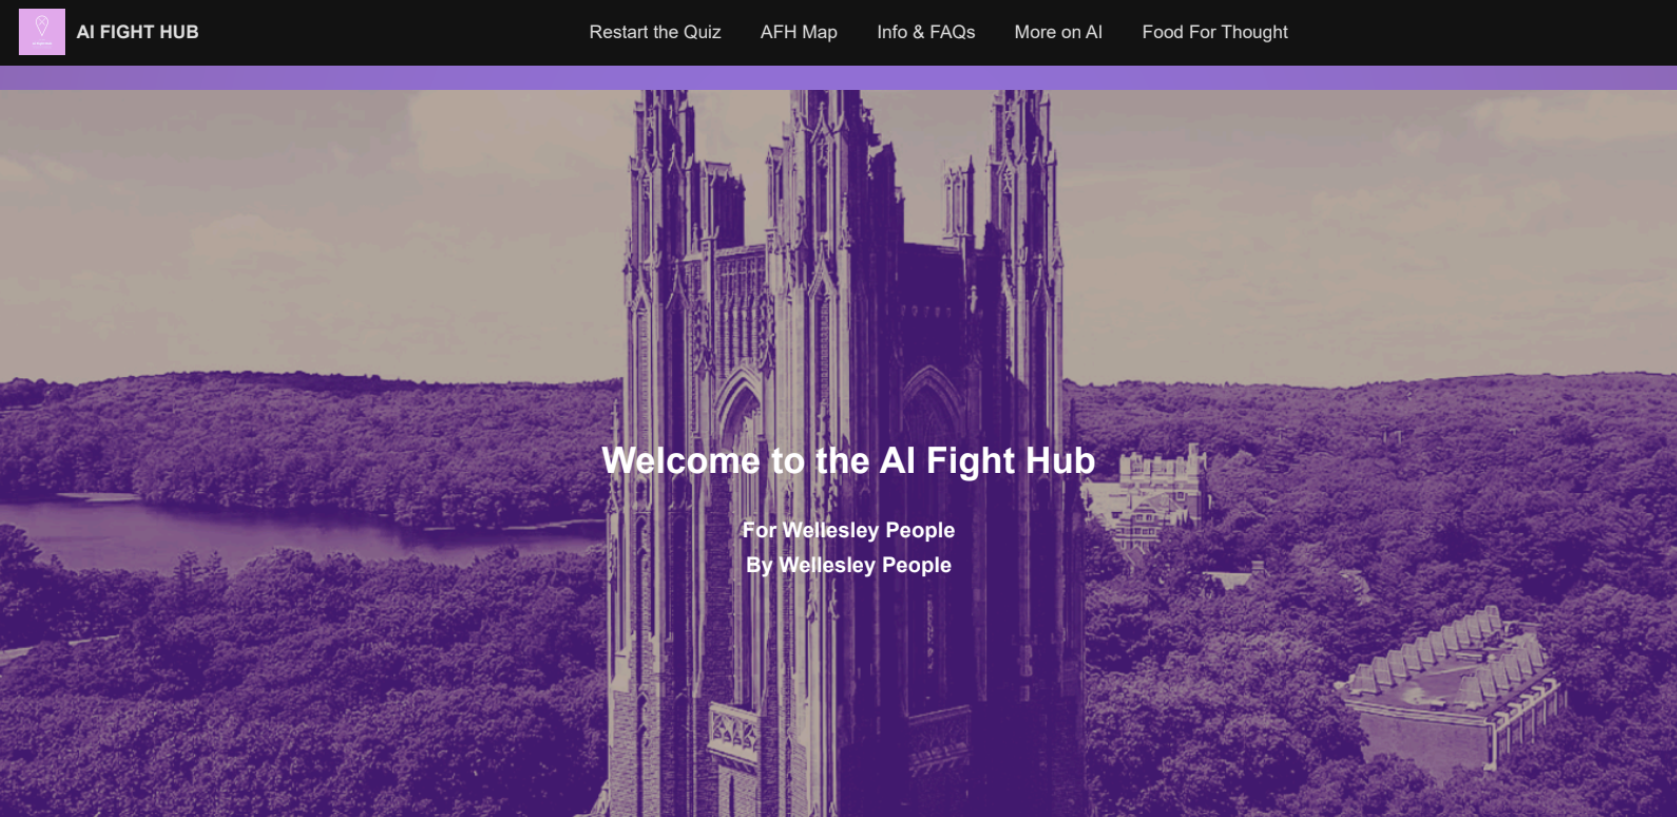 AI FIGHT HUB
Restart the Quiz
AFH Map
Info & FAQs
More on AI
Food For Thought
Welcome to the AI Fight Hub
For Wellesley People
By Wellesley People